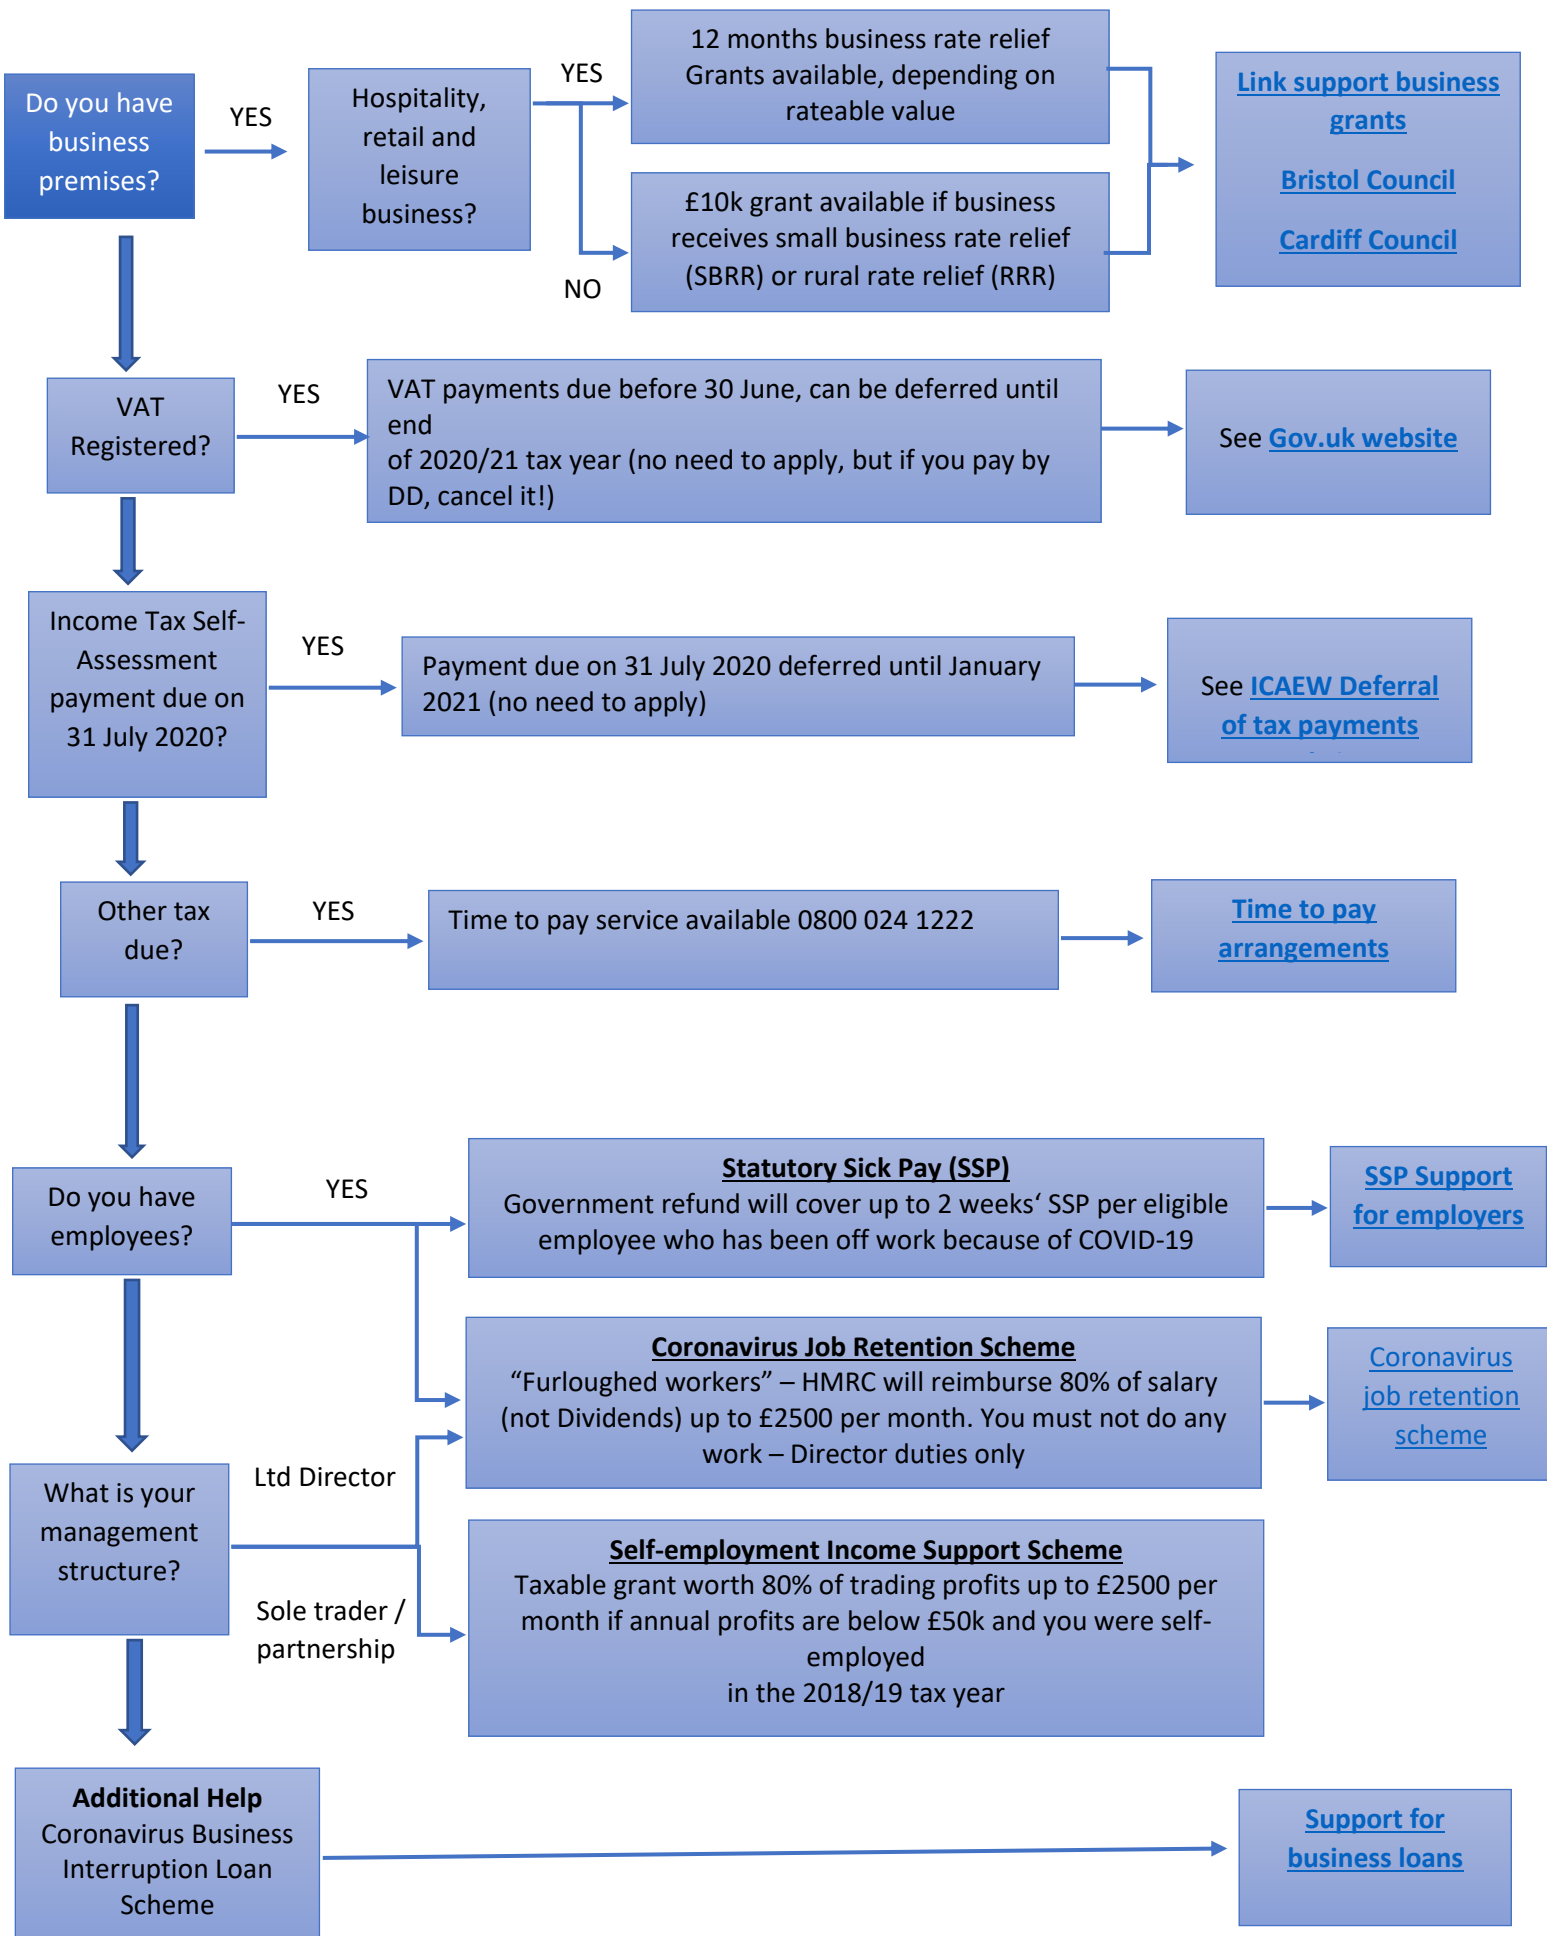 Do you have
business
premises?
YES
Hospitality,
retail and
leisure
business?
YES
NO
12 months business rate relief
Grants available, depending on
rateable value
£10k grant available if business
receives small business rate relief
(SBRR) or rural rate relief (RRR)
Link support business
grants
Bristol Council
Cardiff Council
VAT
Registered?
YES
VAT payments due before 30 June, can be deferred until
end
of 2020/21 tax year (no need to apply, but if you pay by
DD, cancel it!)
See Gov.uk website
Income Tax Self-
Assessment
payment due on
31 July 2020?
YES
Payment due on 31 July 2020 deferred until January
2021 (no need to apply)
See ICAEW Deferral
of tax payments
Other tax
due?
YES
Time to pay service available 0800 024 1222
Time to pay
arrangements
Do you have
employees?
YES
Statutory Sick Pay (SSP)
Government refund will cover up to 2 weeks‘ SSP per eligible
employee who has been off work because of COVID-19
SSP Support
for employers
Coronavirus Job Retention Scheme
“Furloughed workers” – HMRC will reimburse 80% of salary
(not Dividends) up to £2500 per month. You must not do any
work – Director duties only
Coronavirus
job retention
scheme
What is your
management
structure?
Ltd Director
Sole trader /
partnership
Self-employment Income Support Scheme
Taxable grant worth 80% of trading profits up to £2500 per
month if annual profits are below £50k and you were self-
employed
in the 2018/19 tax year
Additional Help
Coronavirus Business
Interruption Loan
Scheme
Support for
business loans